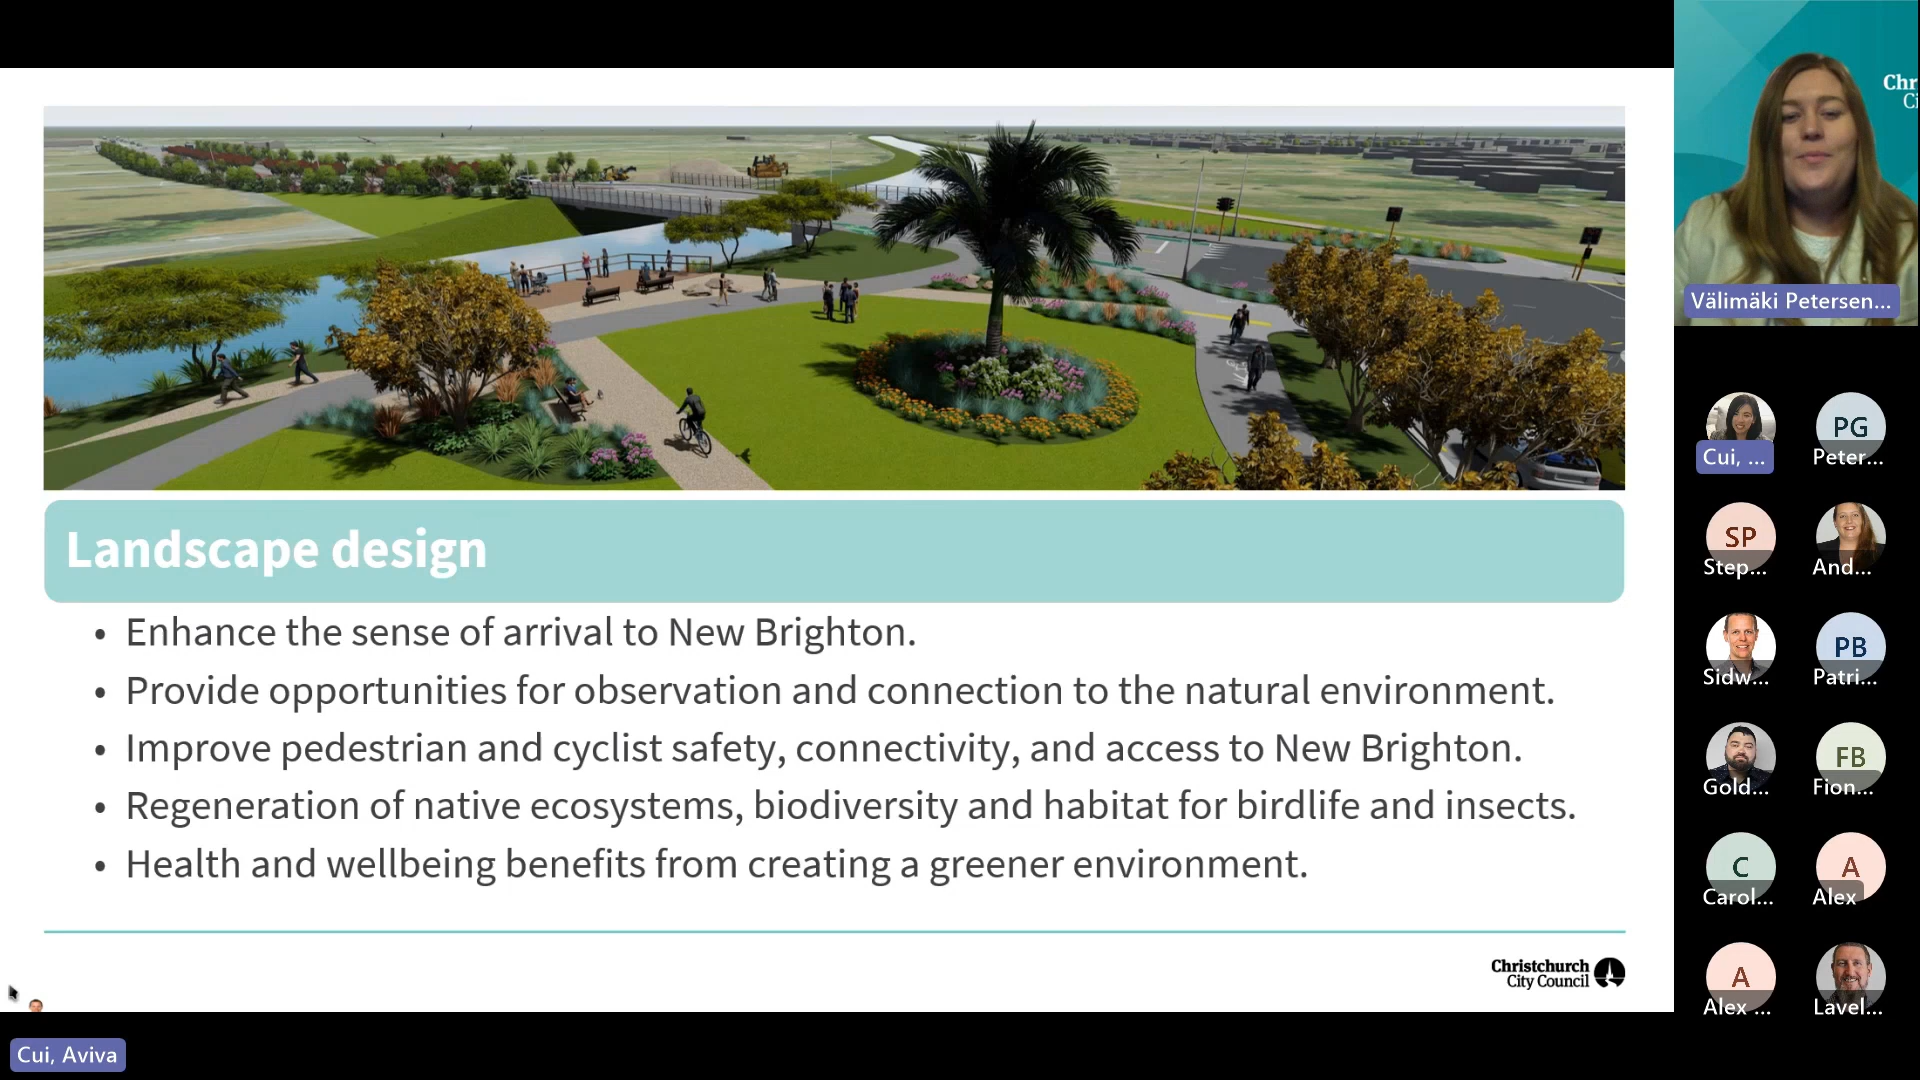 Landscape design
• Enhance the sense of arrival to New Brighton.
• Provide opportunities for observation and connection to the natural environment.
• Improve pedestrian and cyclist safety, connectivity, and access to New Brighton.
• Regeneration of native ecosystems, biodiversity and habitat for birdlife and insects.
• Health and wellbeing benefits from creating a greener environment.
Christchurch
City Council
Cui, Aviva
Chr
Ci
Välimäki Petersen...
Cui, ...
PG
Peter...
SP
Step...
And...
Sidw...
PB
Patri...
Gold...
FB
Fion...
C
Carol...
A
Alex
A
Alex ...
Lavel...